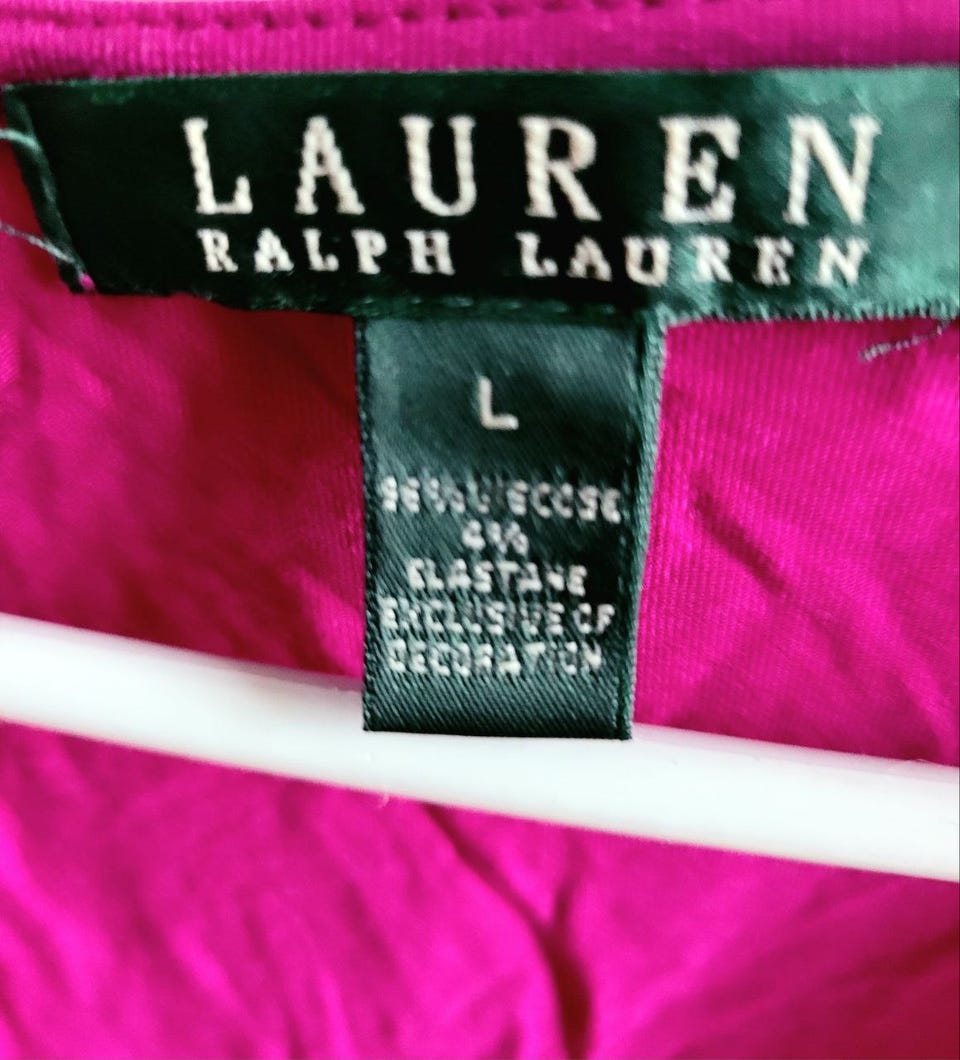 LAUREN
RALPH LAUREN
L
96% VISCOSE
4%
ELASTANE
EXCLUSIVE OF
DECORATION